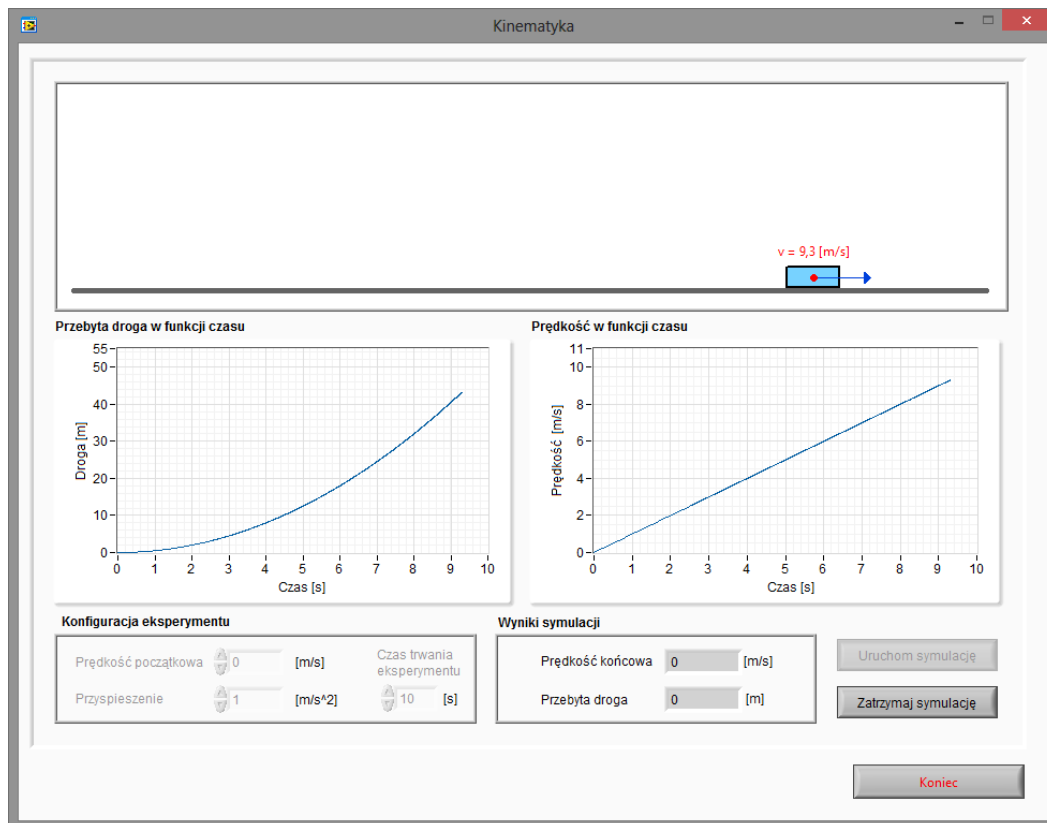 Kinematyka
v = 9,3 [m/s]
Przebyta droga w funkcji czasu
Droga [m]
55
50
40
30
20
10
0
0 1 2 3 4 5 6 7 8 9 10
Czas [s]
Prędkość w funkcji czasu
Prędkość [m/s]
11
10
8
6
4
2
0
0 1 2 3 4 5 6 7 8 9 10
Czas [s]
Konfiguracja eksperymentu
Prędkość początkowa 0 [m/s]
Przyspieszenie 1 [m/s^2]
Czas trwania
eksperymentu
10 [s]
Wyniki symulacji
Prędkość końcowa 0 [m/s]
Przebyta droga 0 [m]
Uruchom symulację
Zatrzymaj symulację
Koniec